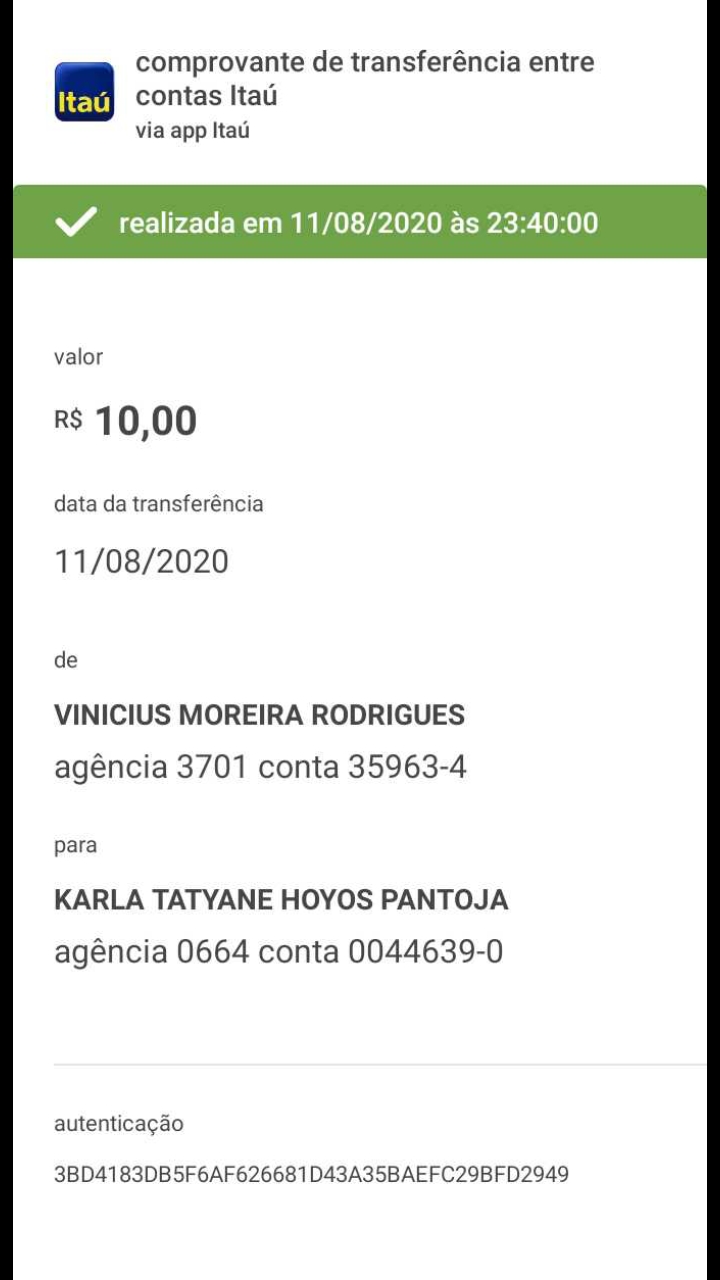 Itaú
comprovante de transferência entre
contas Itaú
via app Itaú
realizada em 11/08/2020 às 23:40:00
valor
R$ 10,00
data da transferência
11/08/2020
de
VINICIUS MOREIRA RODRIGUES
agência 3701 conta 35963-4
para
KARLA TATYANE HOYOS PANTOJA
agência 0664 conta 0044639-0
autenticação
3BD4183DB5F6AF626681D43A35BAEFC29BFD2949